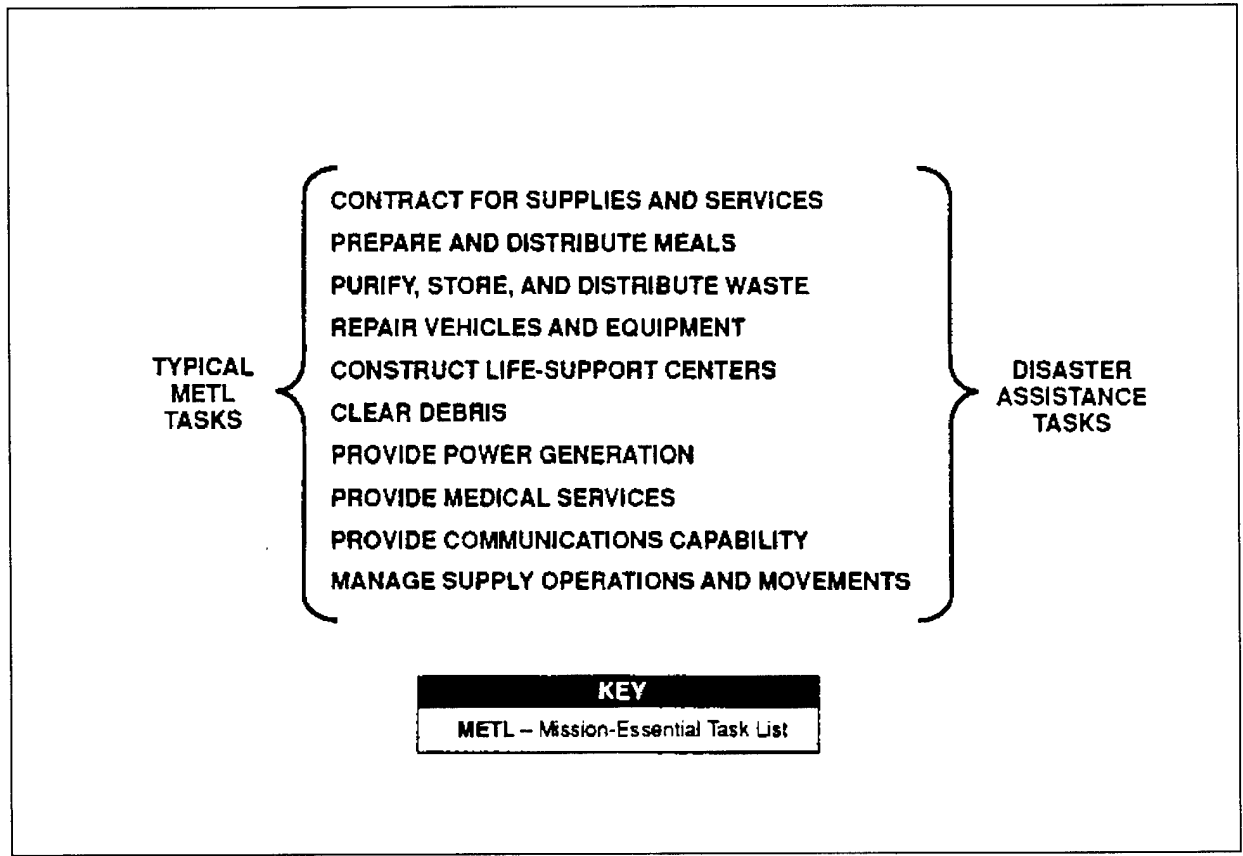 CONTRACT FOR SUPPLIES AND SERVICES
PREPARE AND DISTRIBUTE MEALS
PURIFY, STORE, AND DISTRIBUTE WASTE
REPAIR VEHICLES AND EQUIPMENT
TYPICAL
METL
TASKS
CONSTRUCT LIFE-SUPPORT CENTERS
CLEAR DEBRIS
PROVIDE POWER GENERATION
PROVIDE MEDICAL SERVICES
PROVIDE COMMUNICATIONS CAPABILITY
MANAGE SUPPLY OPERATIONS AND MOVEMENTS
DISASTER
ASSISTANCE
TASKS
KEY
METL – Mission-Essential Task List